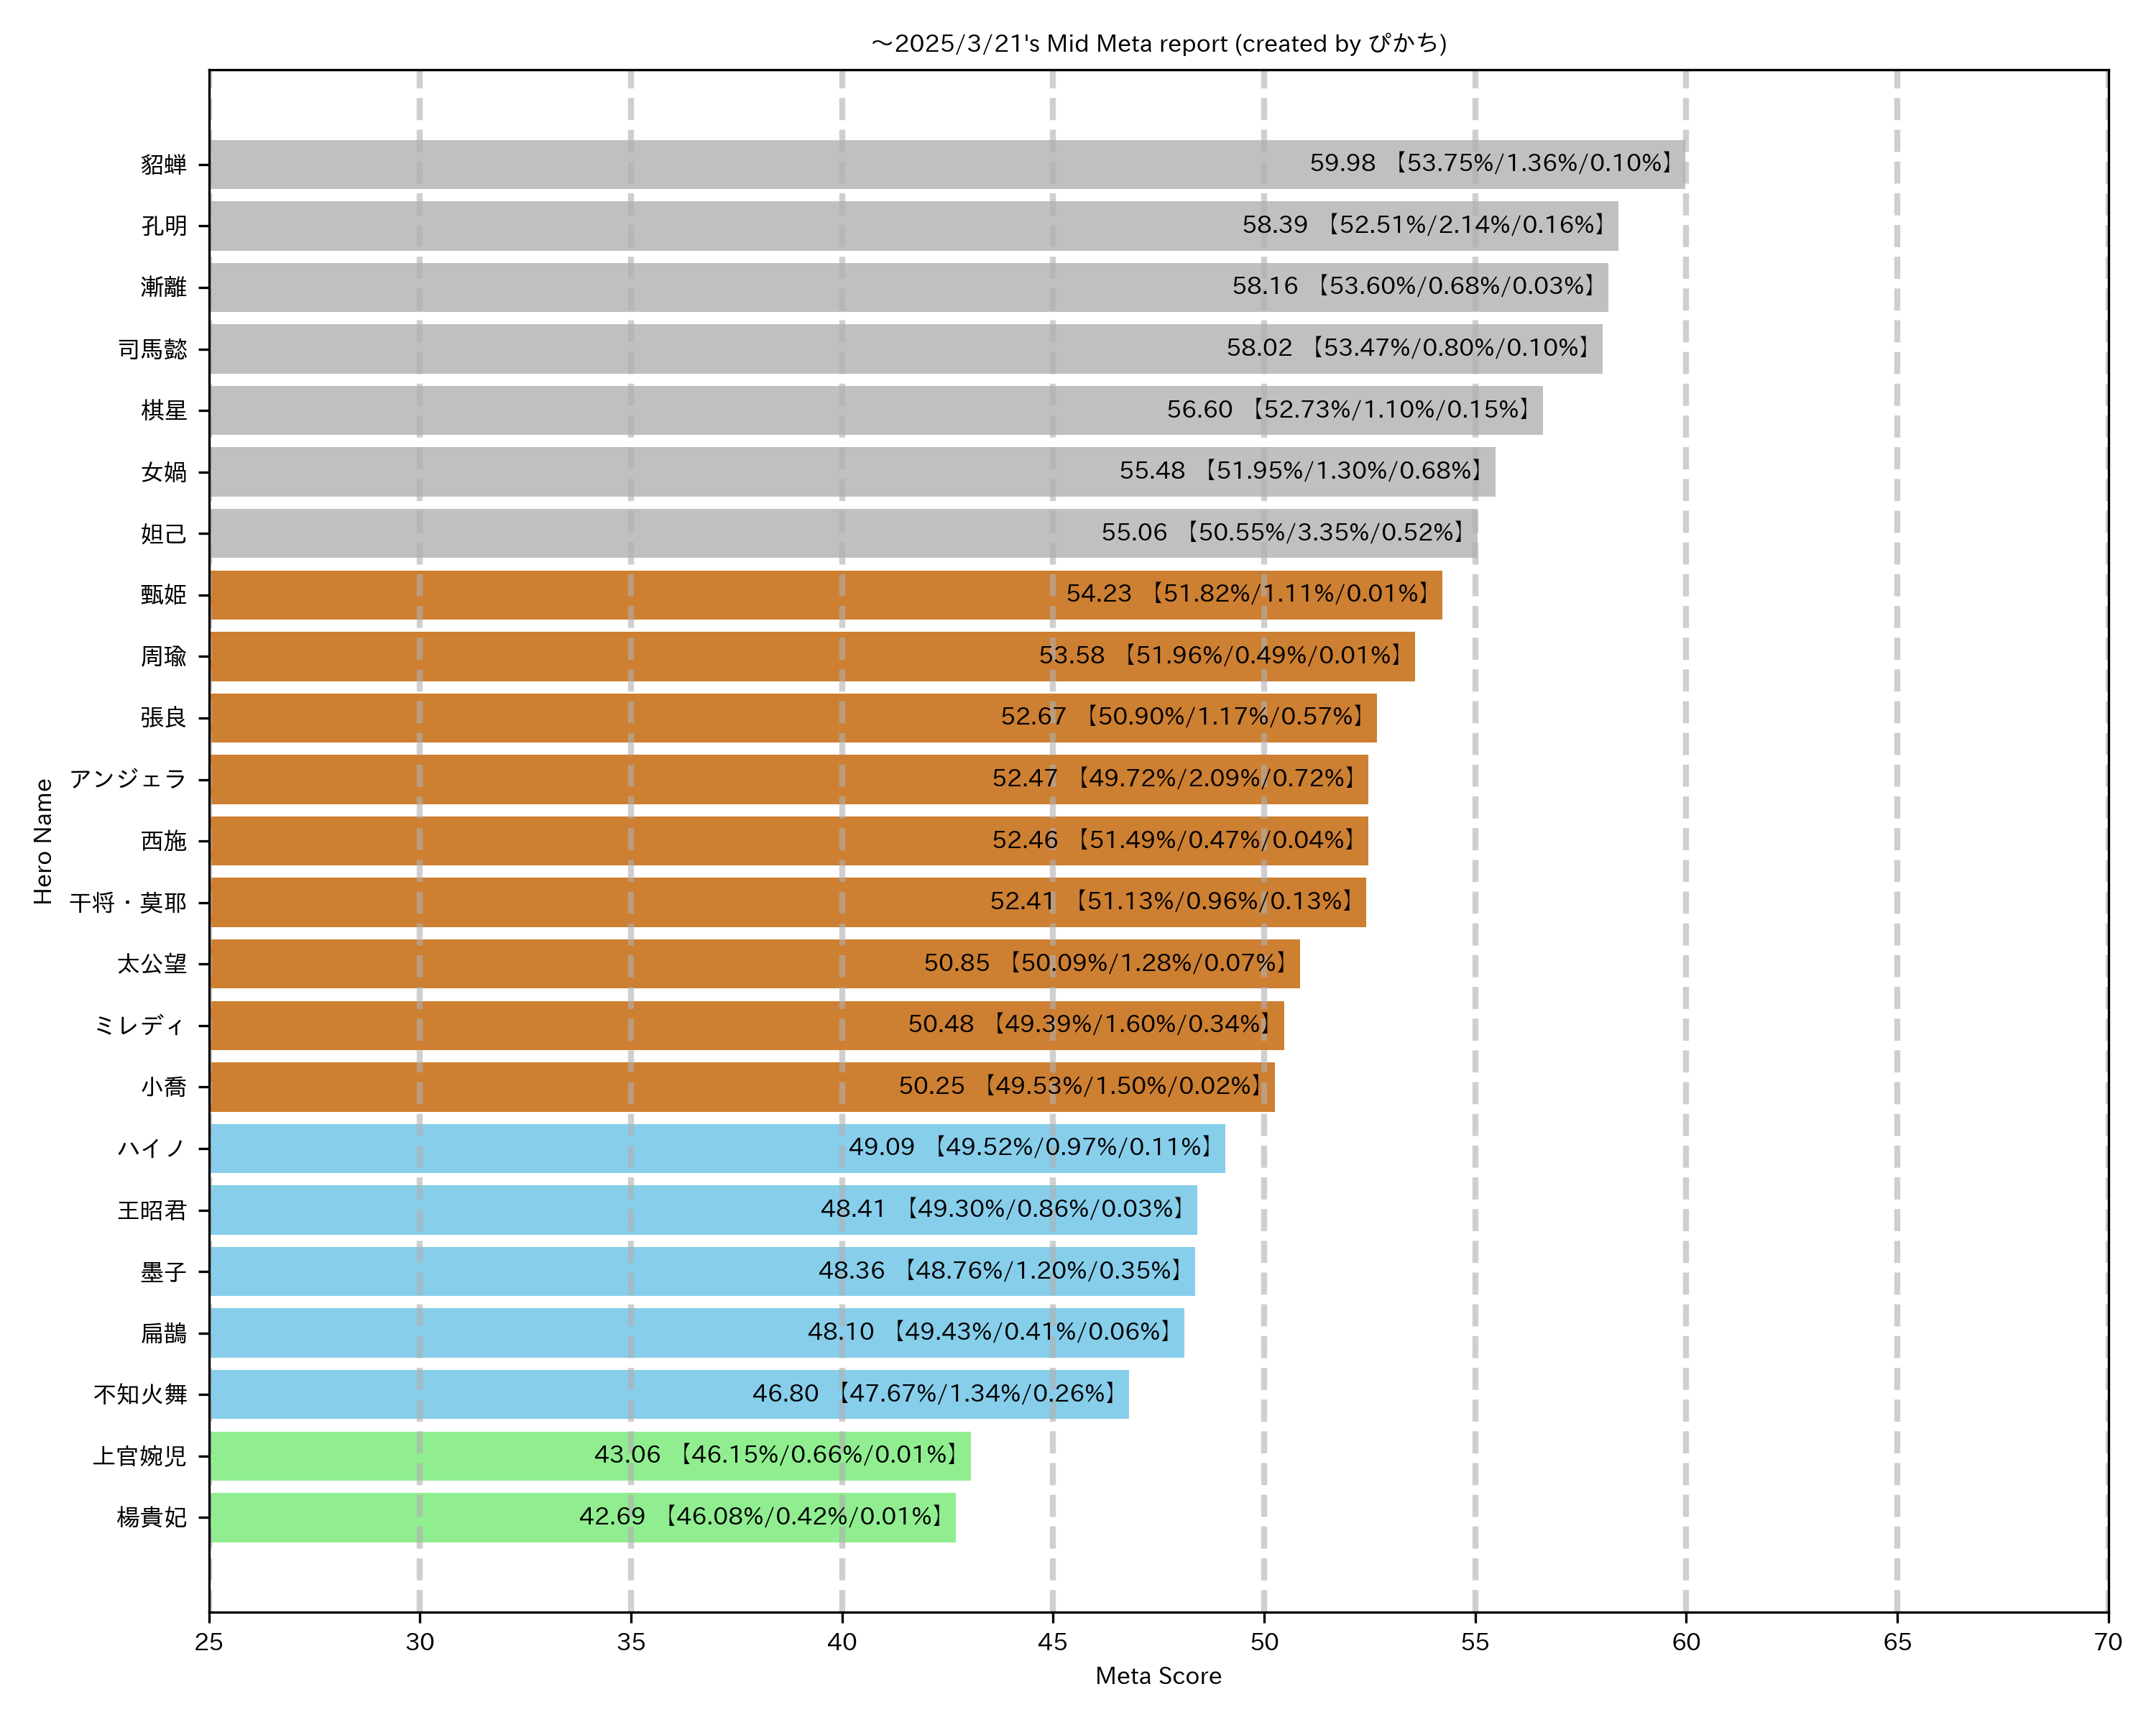 ～2025/3/21's Mid Meta report (created by ぴかち)
貂蝉 59.98 【53.75%/1.36%/0.10%】
孔明 58.39 【52.51%/2.14%/0.16%】
漸離 58.16 【53.60%/0.68%/0.03%】
司馬懿 58.02 【53.47%/0.80%/0.10%】
棋星 56.60 【52.73%/1.10%/0.15%】
女媧 55.48 【51.95%/1.30%/0.68%】
妲己 55.06 【50.55%/3.35%/0.52%】
甄姫 54.23 【51.82%/1.11%/0.01%】
周瑜 53.58 【51.96%/0.49%/0.01%】
張良 52.67 【50.90%/1.17%/0.57%】
アンジェラ 52.47 【49.72%/2.09%/0.72%】
西施 52.46 【51.49%/0.47%/0.04%】
干将・莫耶 52.41 【51.13%/0.96%/0.13%】
太公望 50.85 【50.09%/1.28%/0.07%】
ミレディ 50.48 【49.39%/1.60%/0.34%】
小喬 50.25 【49.53%/1.50%/0.02%】
ハイノ 49.09 【49.52%/0.97%/0.11%】
王昭君 48.41 【49.30%/0.86%/0.03%】
墨子 48.36 【48.76%/1.20%/0.35%】
扁鵲 48.10 【49.43%/0.41%/0.06%】
不知火舞 46.80 【47.67%/1.34%/0.26%】
上官婉児 43.06 【46.15%/0.66%/0.01%】
楊貴妃 42.69 【46.08%/0.42%/0.01%】
Hero Name
25 30 35 40 45 50 55 60 65 70
Meta Score